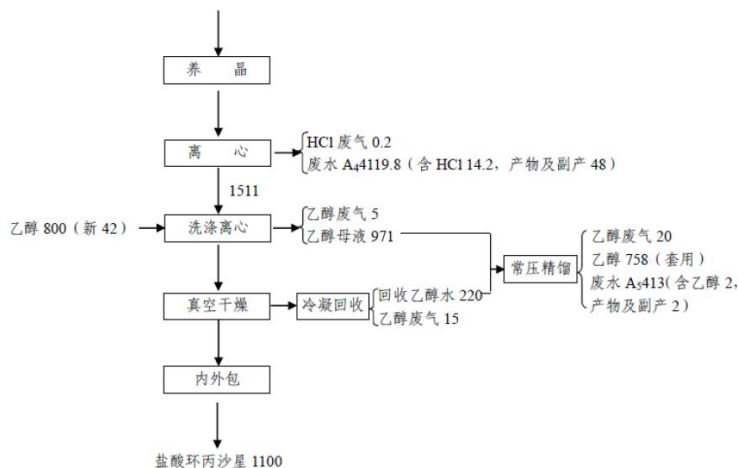 养 晶
离 心
HCl 废气 0.2
废水 A₄4119.8（含 HCl 14.2，产物及副产 48）
1511
乙醇 800（新 42）
洗涤离心
乙醇废气 5
乙醇母液 971
常压精馏
乙醇废气 20
乙醇 758（套用）
废水 A₅413（含乙醇 2，
产物及副产 2）
真空干燥
冷凝回收
回收乙醇水 220
乙醇废气 15
内外包
盐酸环丙沙星 1100